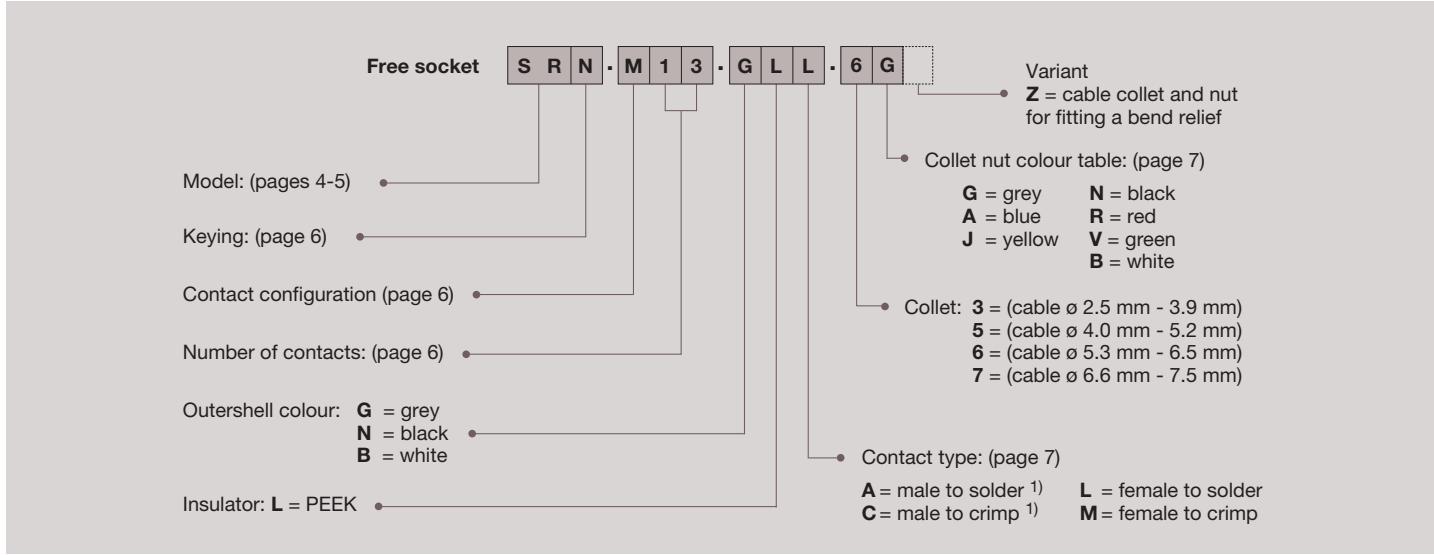 Free socket S R N . M 1 3 . G L L . 6 G
Variant
Z = cable collet and nut
for fitting a bend relief
Collet nut colour table: (page 7)
G = grey N = black
A = blue R = red
J = yellow V = green
B = white
Model: (pages 4-5)
Keying: (page 6)
Contact configuration (page 6)
Collet: 3 = (cable ø 2.5 mm - 3.9 mm)
5 = (cable ø 4.0 mm - 5.2 mm)
6 = (cable ø 5.3 mm - 6.5 mm)
7 = (cable ø 6.6 mm - 7.5 mm)
Number of contacts: (page 6)
Outershell colour: G = grey
N = black
B = white
Contact type: (page 7)
A = male to solder 1) L = female to solder
C = male to crimp 1) M = female to crimp
Insulator: L = PEEK